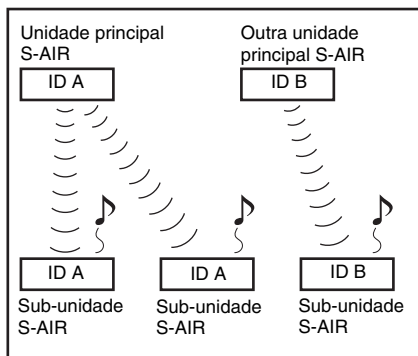 Unidade principal
S-AIR
ID A
Outra unidade
principal S-AIR
ID B
ID A
Sub-unidade
S-AIR
ID A
Sub-unidade
S-AIR
ID B
Sub-unidade
S-AIR